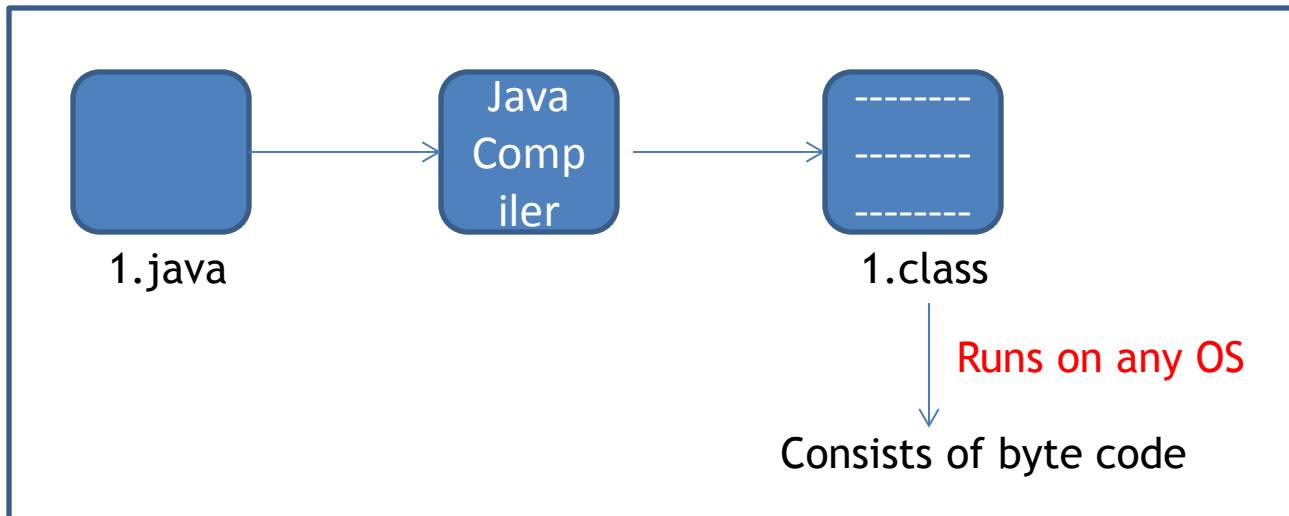 Java
Comp
iler
--------
--------
--------
1.java
1.class
Runs on any OS
Consists of byte code